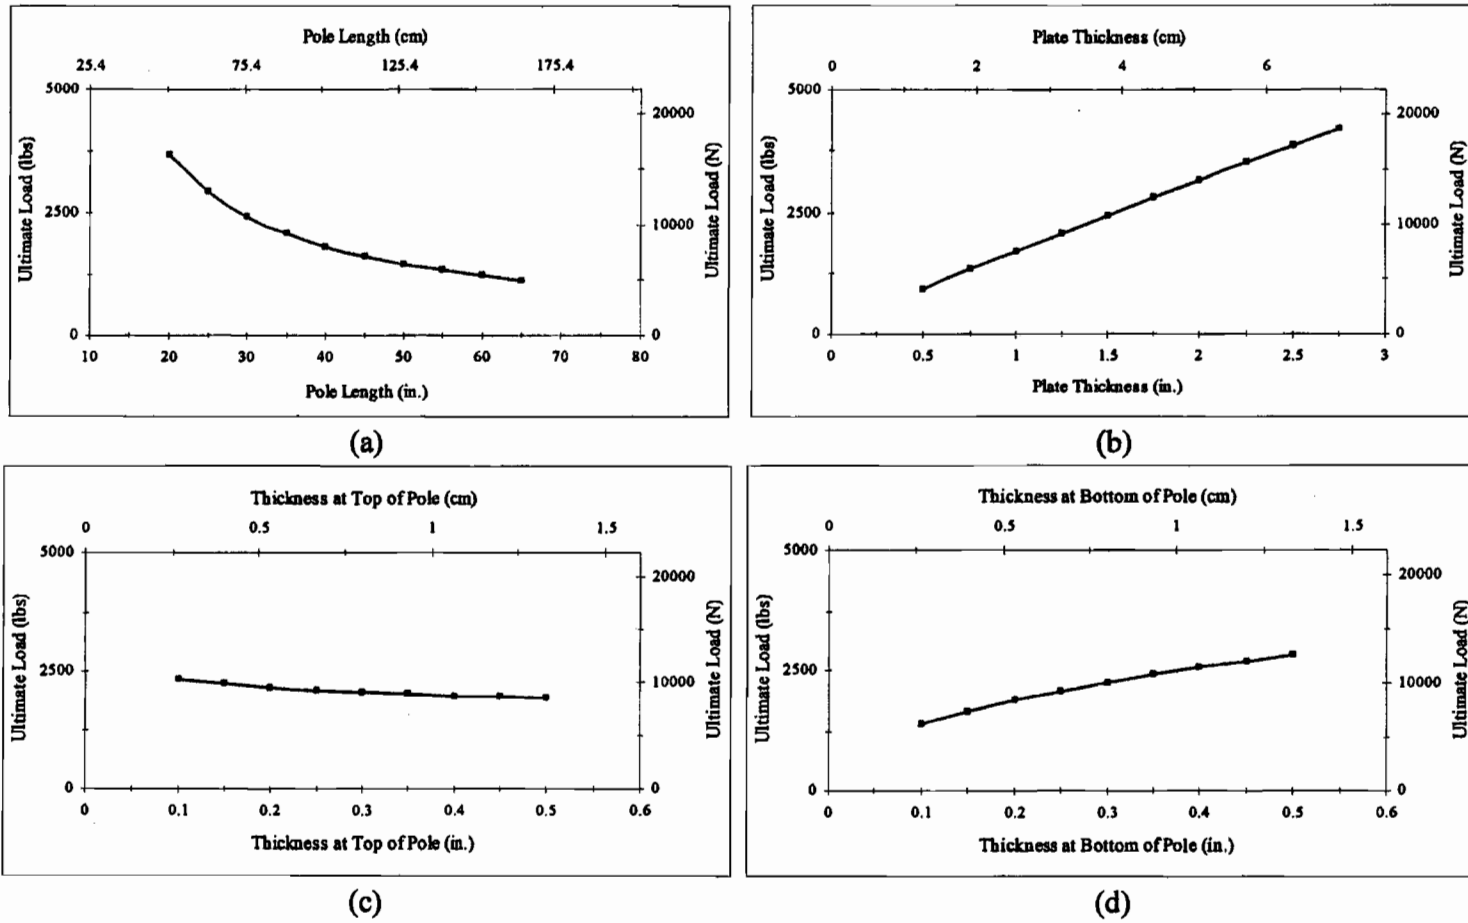 Pole Length (cm)
25.4 75.4 125.4 175.4
5000 20000
Ultimate Load (lbs)
Ultimate Load (N)
2500 10000
0 0
10 20 30 40 50 60 70 80
Pole Length (in.)
(a)
Plate Thickness (cm)
0 2 4 6
5000 20000
Ultimate Load (lbs)
Ultimate Load (N)
2500 10000
0 0
0 0.5 1 1.5 2 2.5 3
Plate Thickness (in.)
(b)
Thickness at Top of Pole (cm)
0 0.5 1 1.5
5000 20000
Ultimate Load (lbs)
Ultimate Load (N)
2500 10000
0 0
0 0.1 0.2 0.3 0.4 0.5 0.6
Thickness at Top of Pole (in.)
(c)
Thickness at Bottom of Pole (cm)
0 0.5 1 1.5
5000 20000
Ultimate Load (lbs)
Ultimate Load (N)
2500 10000
0 0
0 0.1 0.2 0.3 0.4 0.5 0.6
Thickness at Bottom of Pole (in.)
(d)